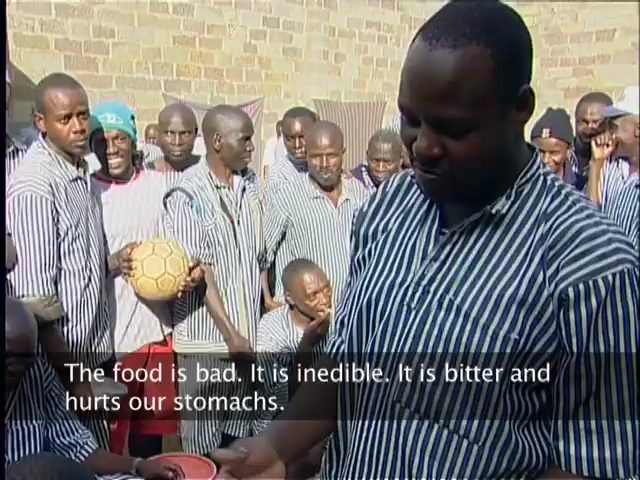 The food is bad. It is inedible. It is bitter and
hurts our stomachs.